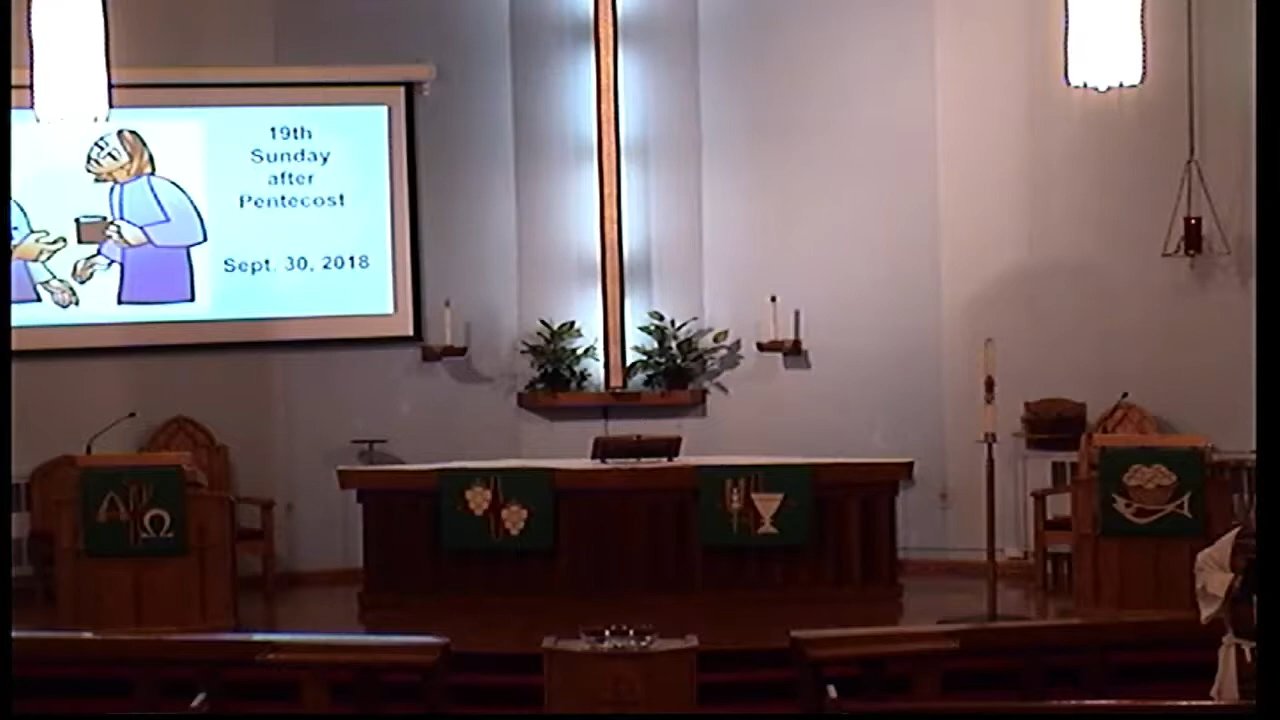 19th
Sunday
after
Pentecost
Sept. 30, 2018
Α Ω